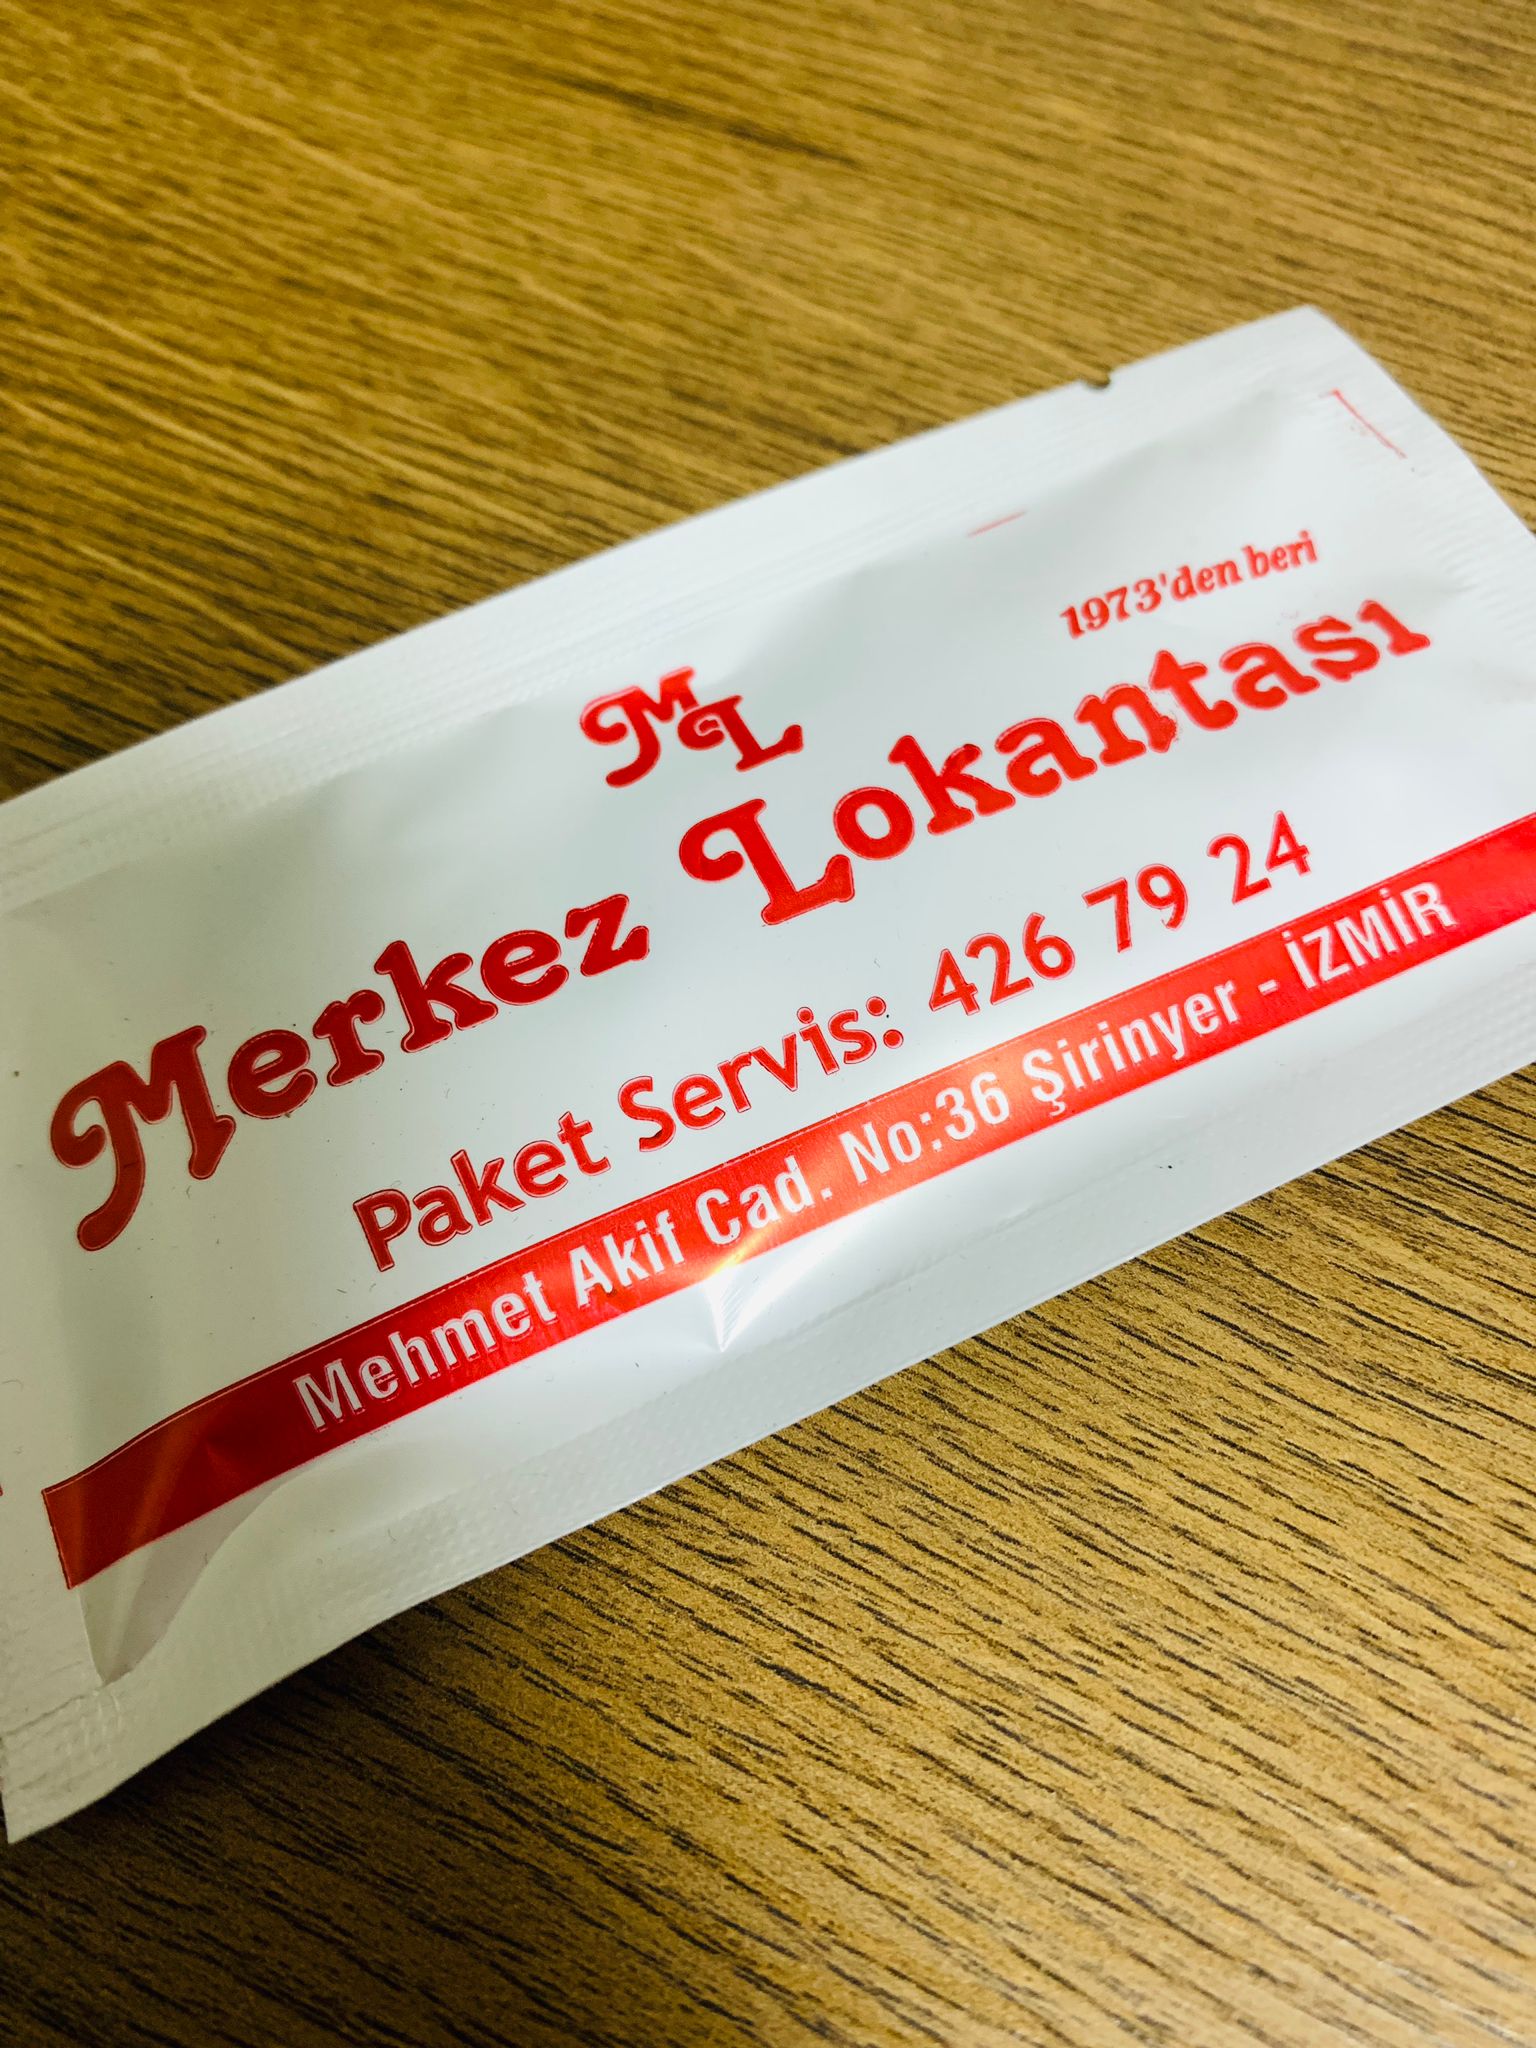 1973'den beri
ML
Merkez Lokantası
Paket Servis: 426 79 24
Mehmet Akif Cad. No:36 Şirinyer - İZMİR